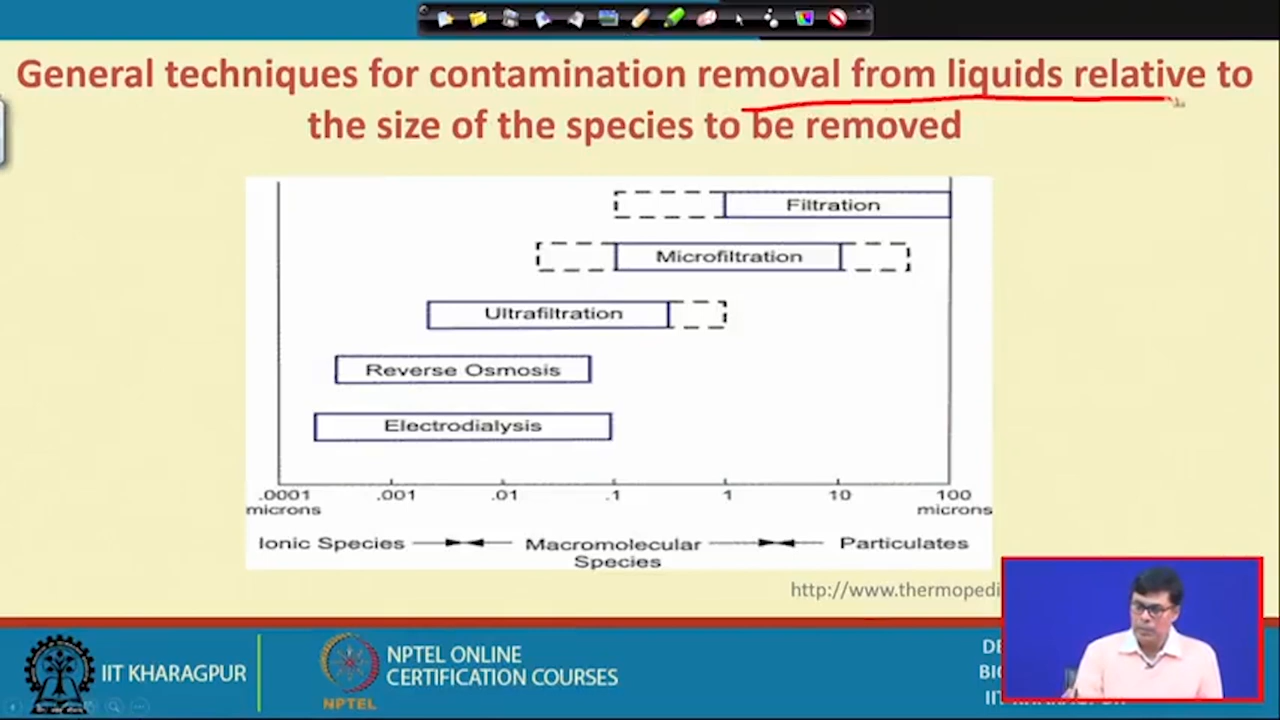 General techniques for contamination removal from liquids relative to
the size of the species to be removed
Filtration
Microfiltration
Ultrafiltration
Reverse Osmosis
Electrodialysis
.0001 .001 .01 .1 1 10 100
microns microns
Ionic Species Macromolecular Particulates
Species
http://www.thermopedi
IIT KHARAGPUR
NPTEL
NPTEL ONLINE
CERTIFICATION COURSES
DE
BIO